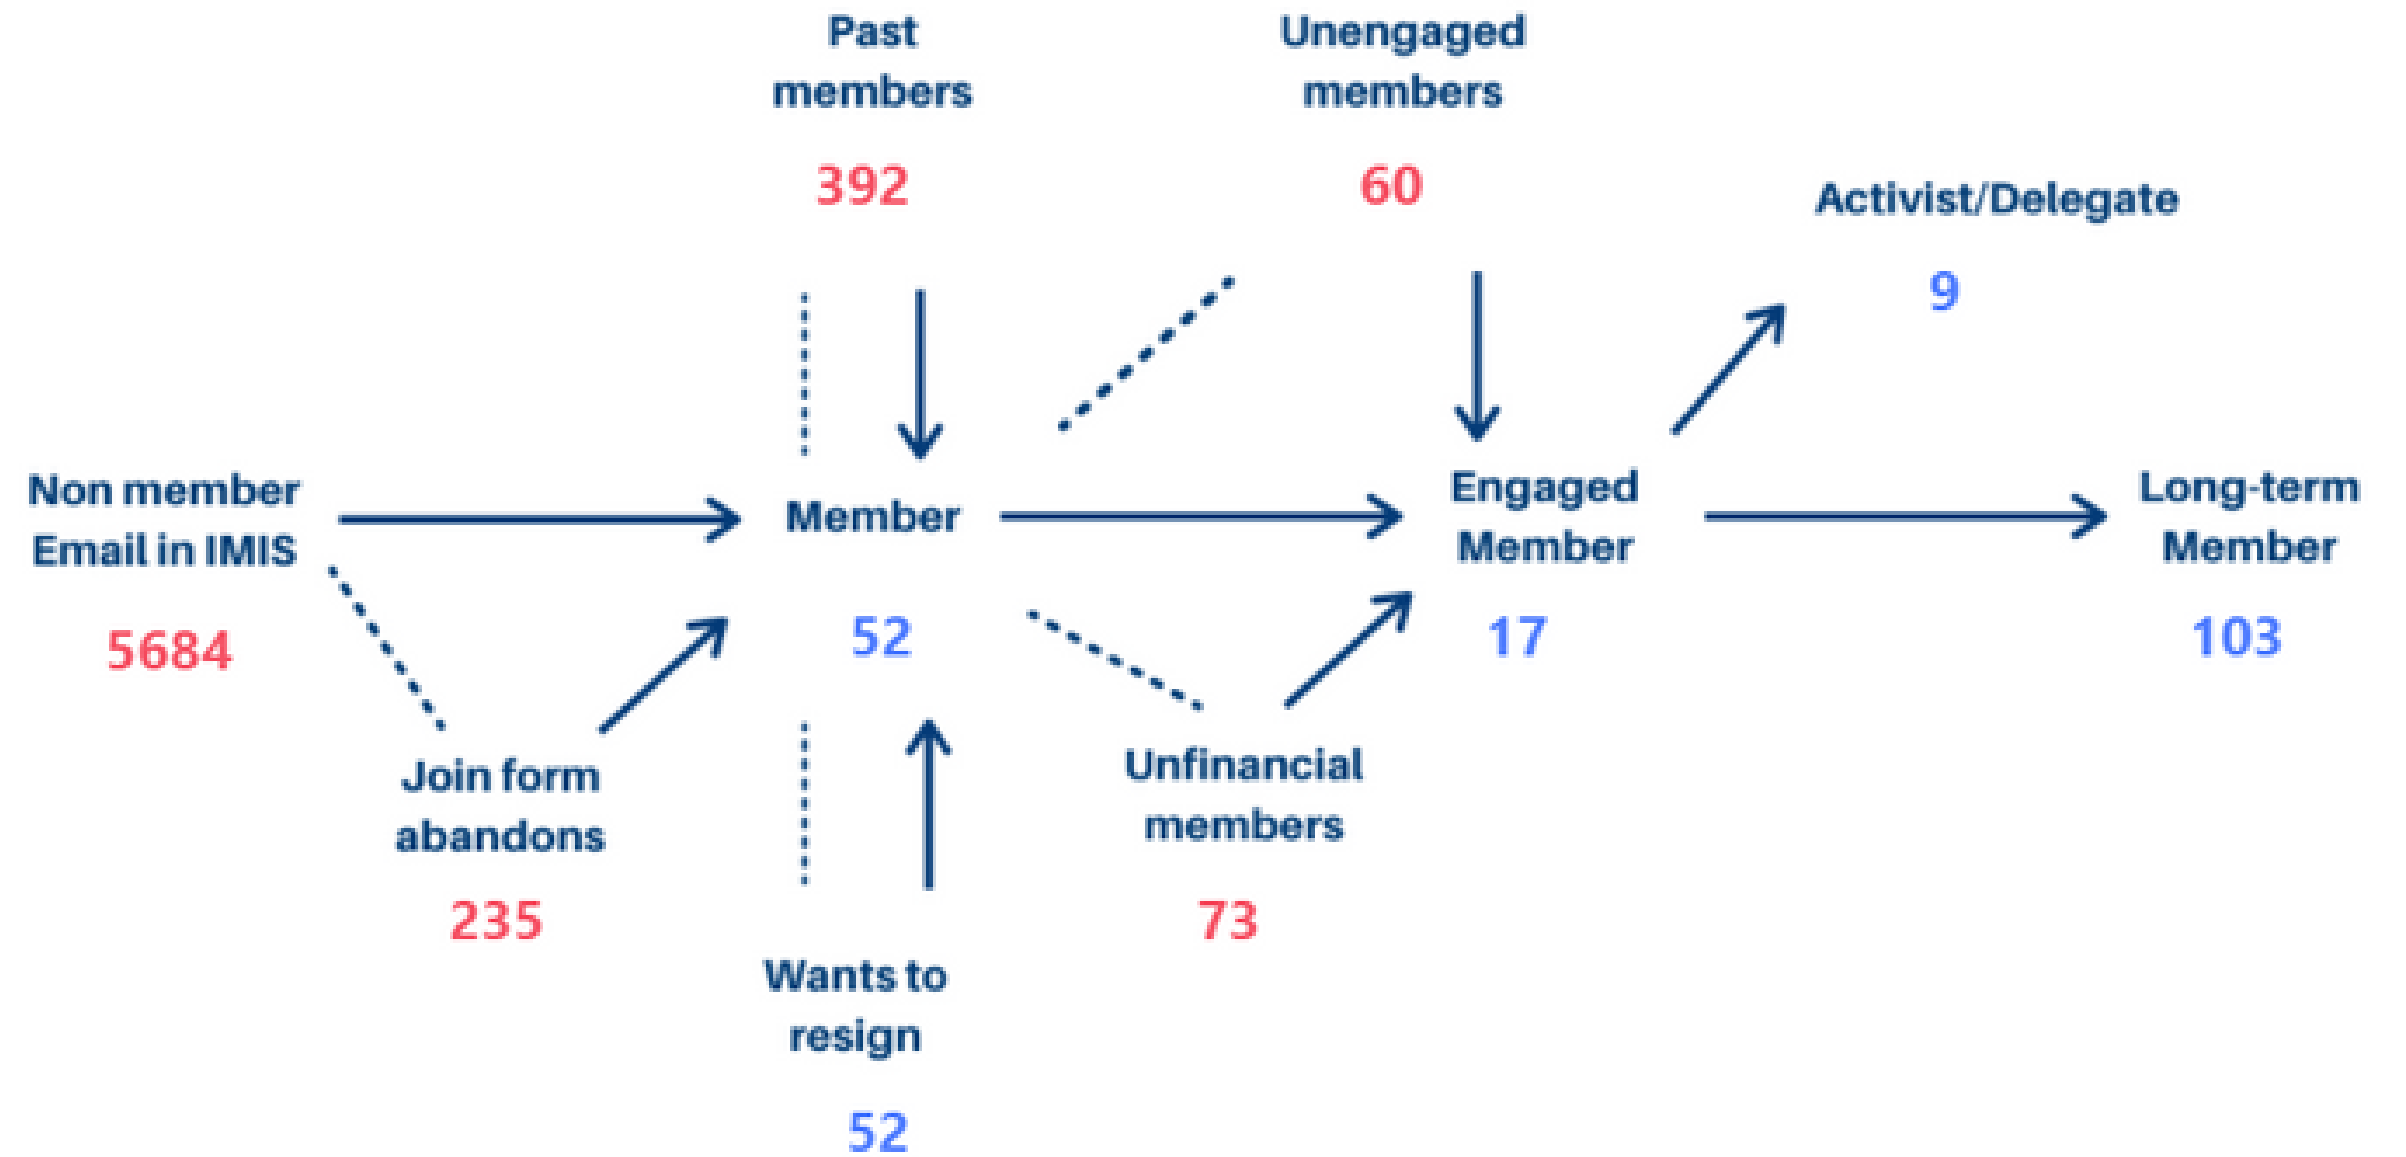 Past
members
392
Unengaged
members
60
Activist/Delegate
9
Non member
Email in IMIS
5684
Member
52
Engaged
Member
17
Long-term
Member
103
Join form
abandons
235
Unfinancial
members
73
Wants to
resign
52